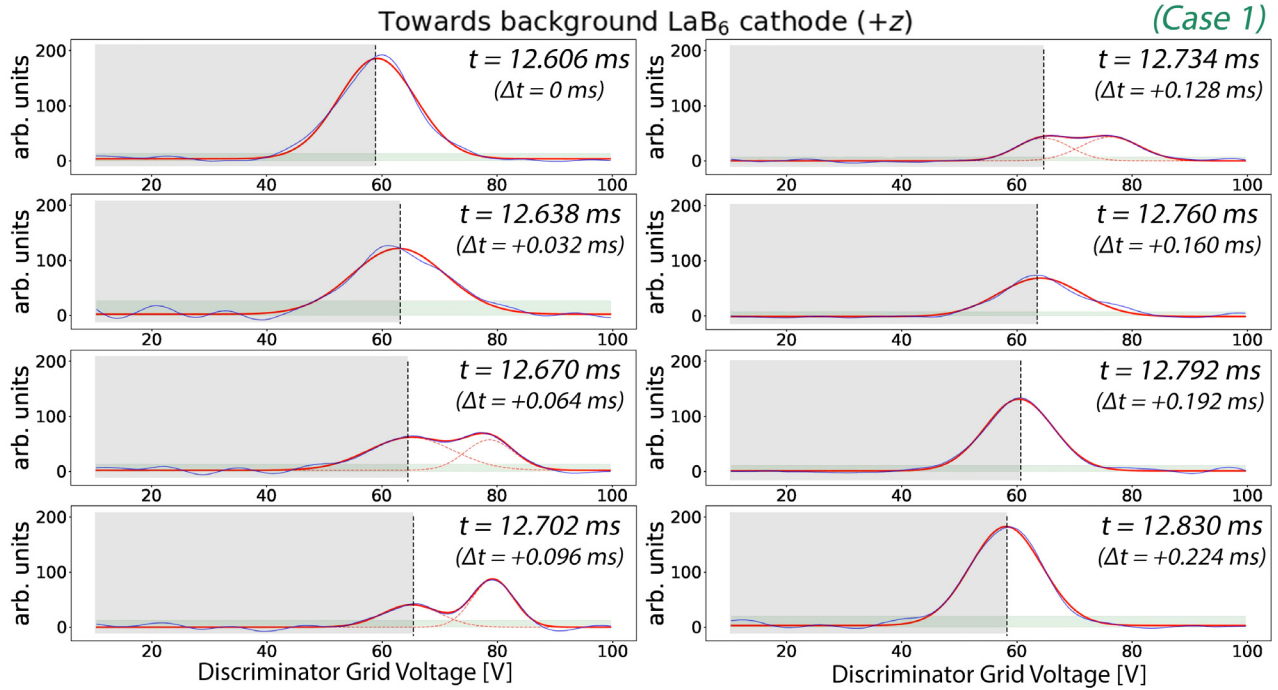 Towards background LaB₆ cathode (+z)
(Case 1)
arb. units
200
100
0
t = 12.606 ms
(Δt = 0 ms)
20 40 60 80 100
arb. units
200
100
0
t = 12.734 ms
(Δt = +0.128 ms)
20 40 60 80 100
arb. units
200
100
0
t = 12.638 ms
(Δt = +0.032 ms)
20 40 60 80 100
arb. units
200
100
0
t = 12.760 ms
(Δt = +0.160 ms)
20 40 60 80 100
arb. units
200
100
0
t = 12.670 ms
(Δt = +0.064 ms)
20 40 60 80 100
arb. units
200
100
0
t = 12.792 ms
(Δt = +0.192 ms)
20 40 60 80 100
arb. units
200
100
0
t = 12.702 ms
(Δt = +0.096 ms)
20 40 60 80 100
Discriminator Grid Voltage [V]
arb. units
200
100
0
t = 12.830 ms
(Δt = +0.224 ms)
20 40 60 80 100
Discriminator Grid Voltage [V]